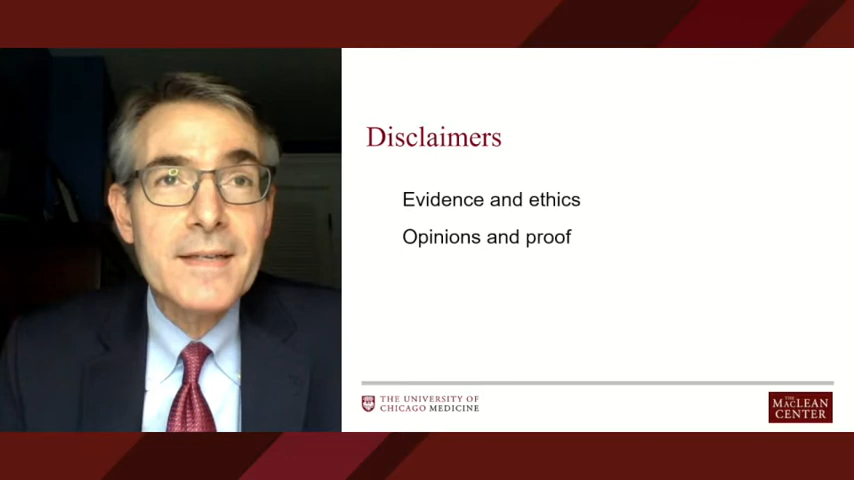 Disclaimers
Evidence and ethics
Opinions and proof
THE UNIVERSITY OF
CHICAGO MEDICINE
THE
MACLEAN
CENTER